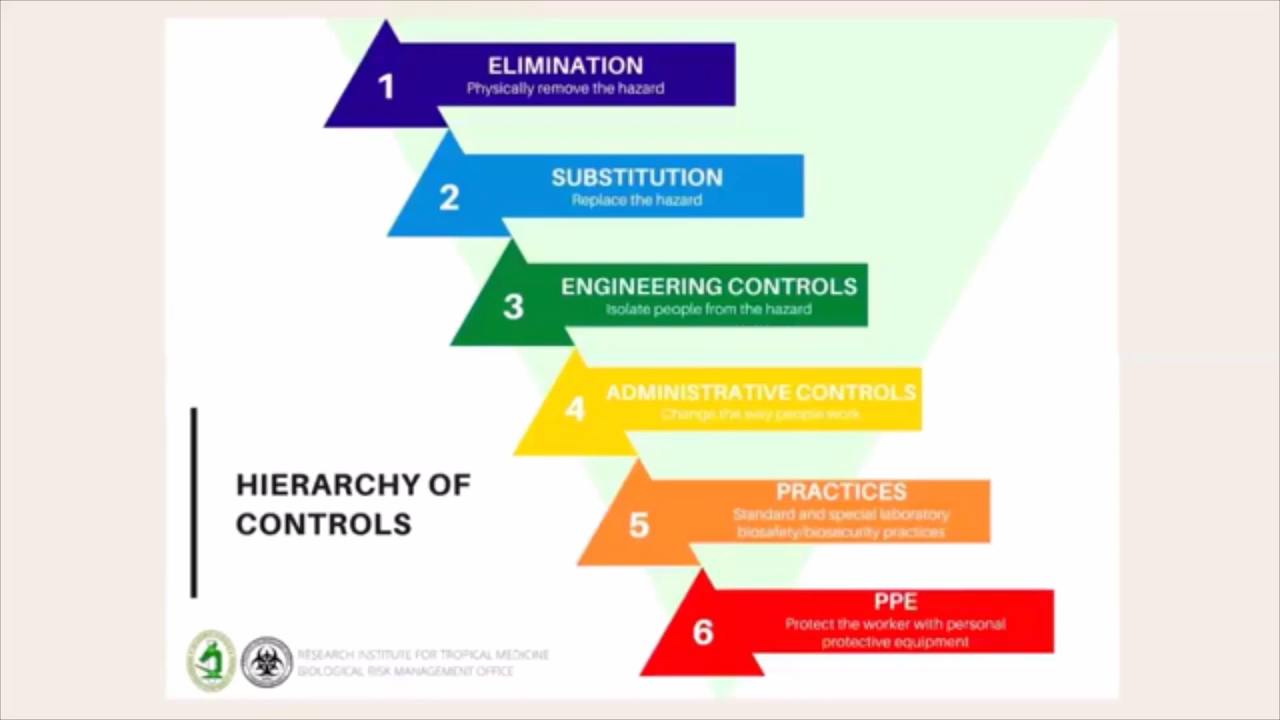 1
ELIMINATION
Physically remove the hazard
2
SUBSTITUTION
Replace the hazard
3
ENGINEERING CONTROLS
Isolate people from the hazard
4
ADMINISTRATIVE CONTROLS
Change the way people work
5
PRACTICES
Standard and special laboratory
biosafety/biosecurity practices
6
PPE
Protect the worker with personal
protective equipment
HIERARCHY OF
CONTROLS
RESEARCH INSTITUTE FOR TROPICAL MEDICINE
BIOLOGICAL RISK MANAGEMENT OFFICE